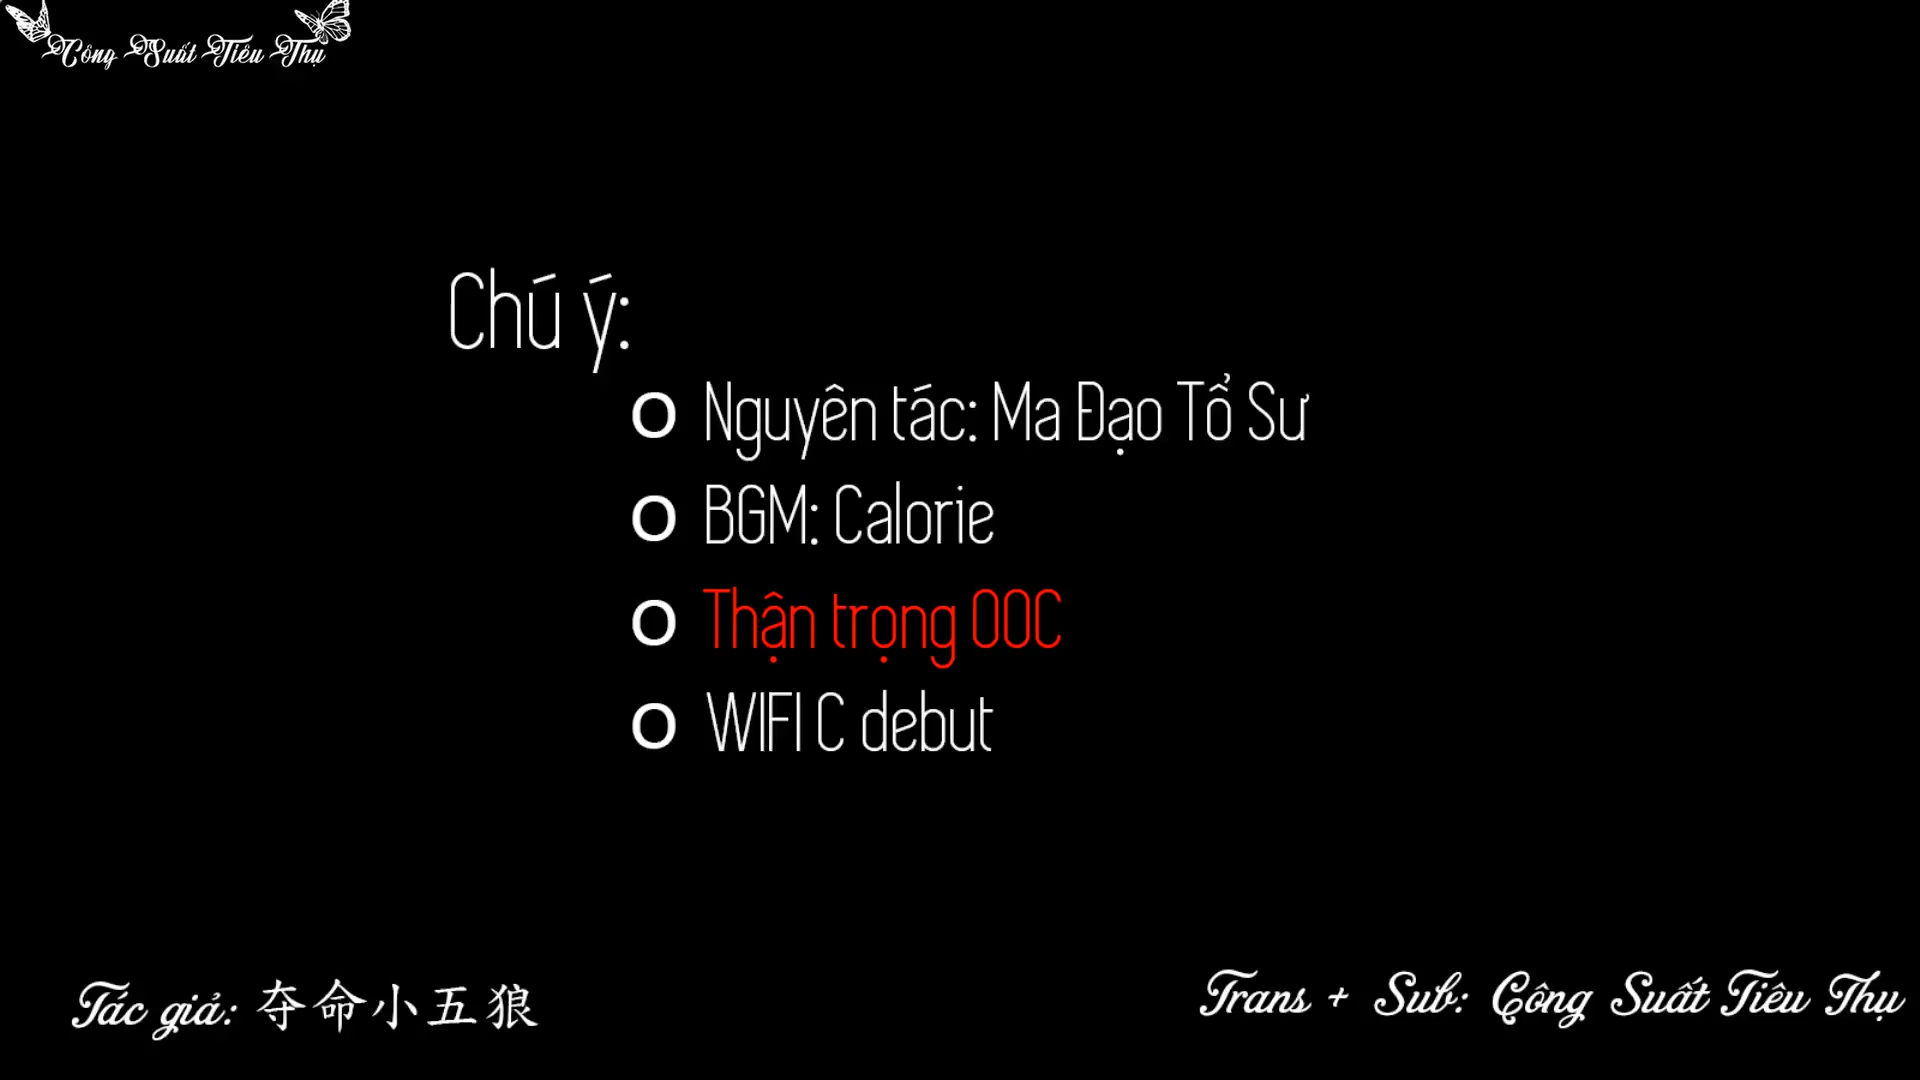 Công Suất Tiêu Thụ
Chú ý:
Nguyên tác: Ma Đạo Tổ Sư
BGM: Calorie
Thận trọng OOC
WIFI C debut
Tác giả: 夺命小五狼
Trans + Sub: Công Suất Tiêu Thụ